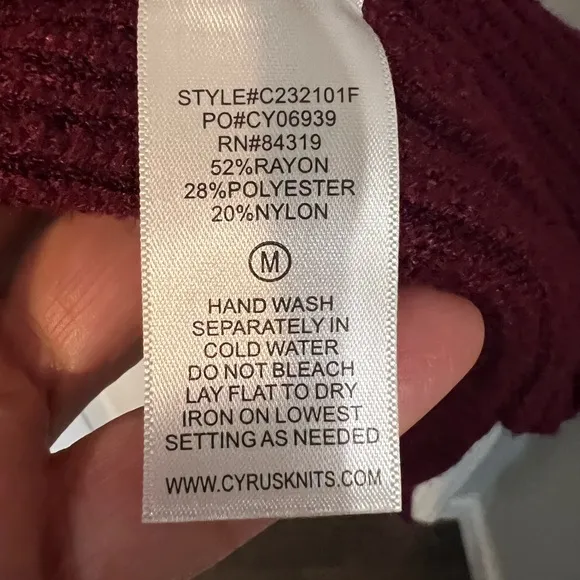 STYLE#C232101F
PO#CY06939
RN#84319
52%RAYON
28%POLYESTER
20%NYLON
M
HAND WASH
SEPARATELY IN
COLD WATER
DO NOT BLEACH
LAY FLAT TO DRY
IRON ON LOWEST
SETTING AS NEEDED
WWW.CYRUSKNITS.COM